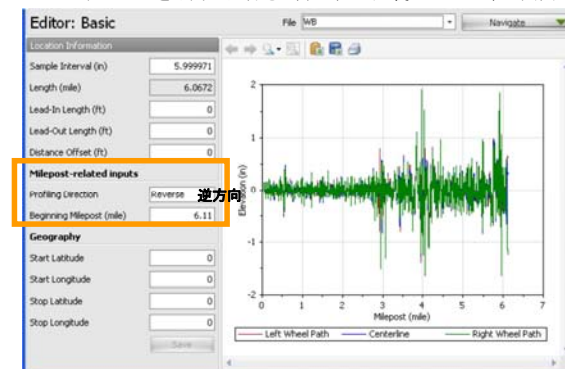 Editor: Basic
File WB
Navigate
Location Information
Sample Interval (in) 5.999971
Length (mile) 6.0672
Lead-In Length (ft) 0
Lead-Out Length (ft) 0
Distance Offset (ft) 0
Milepost-related inputs
Profiling Direction Reverse 逆方向
Beginning Milepost (mile) 6.11
Geography
Start Latitude 0
Start Longitude 0
Stop Latitude 0
Stop Longitude 0
Save
Elevation (in)
2
1
0
-1
-2
0 1 2 3 4 5 6 7
Milepost (mile)
Left Wheel Path Centerline Right Wheel Path